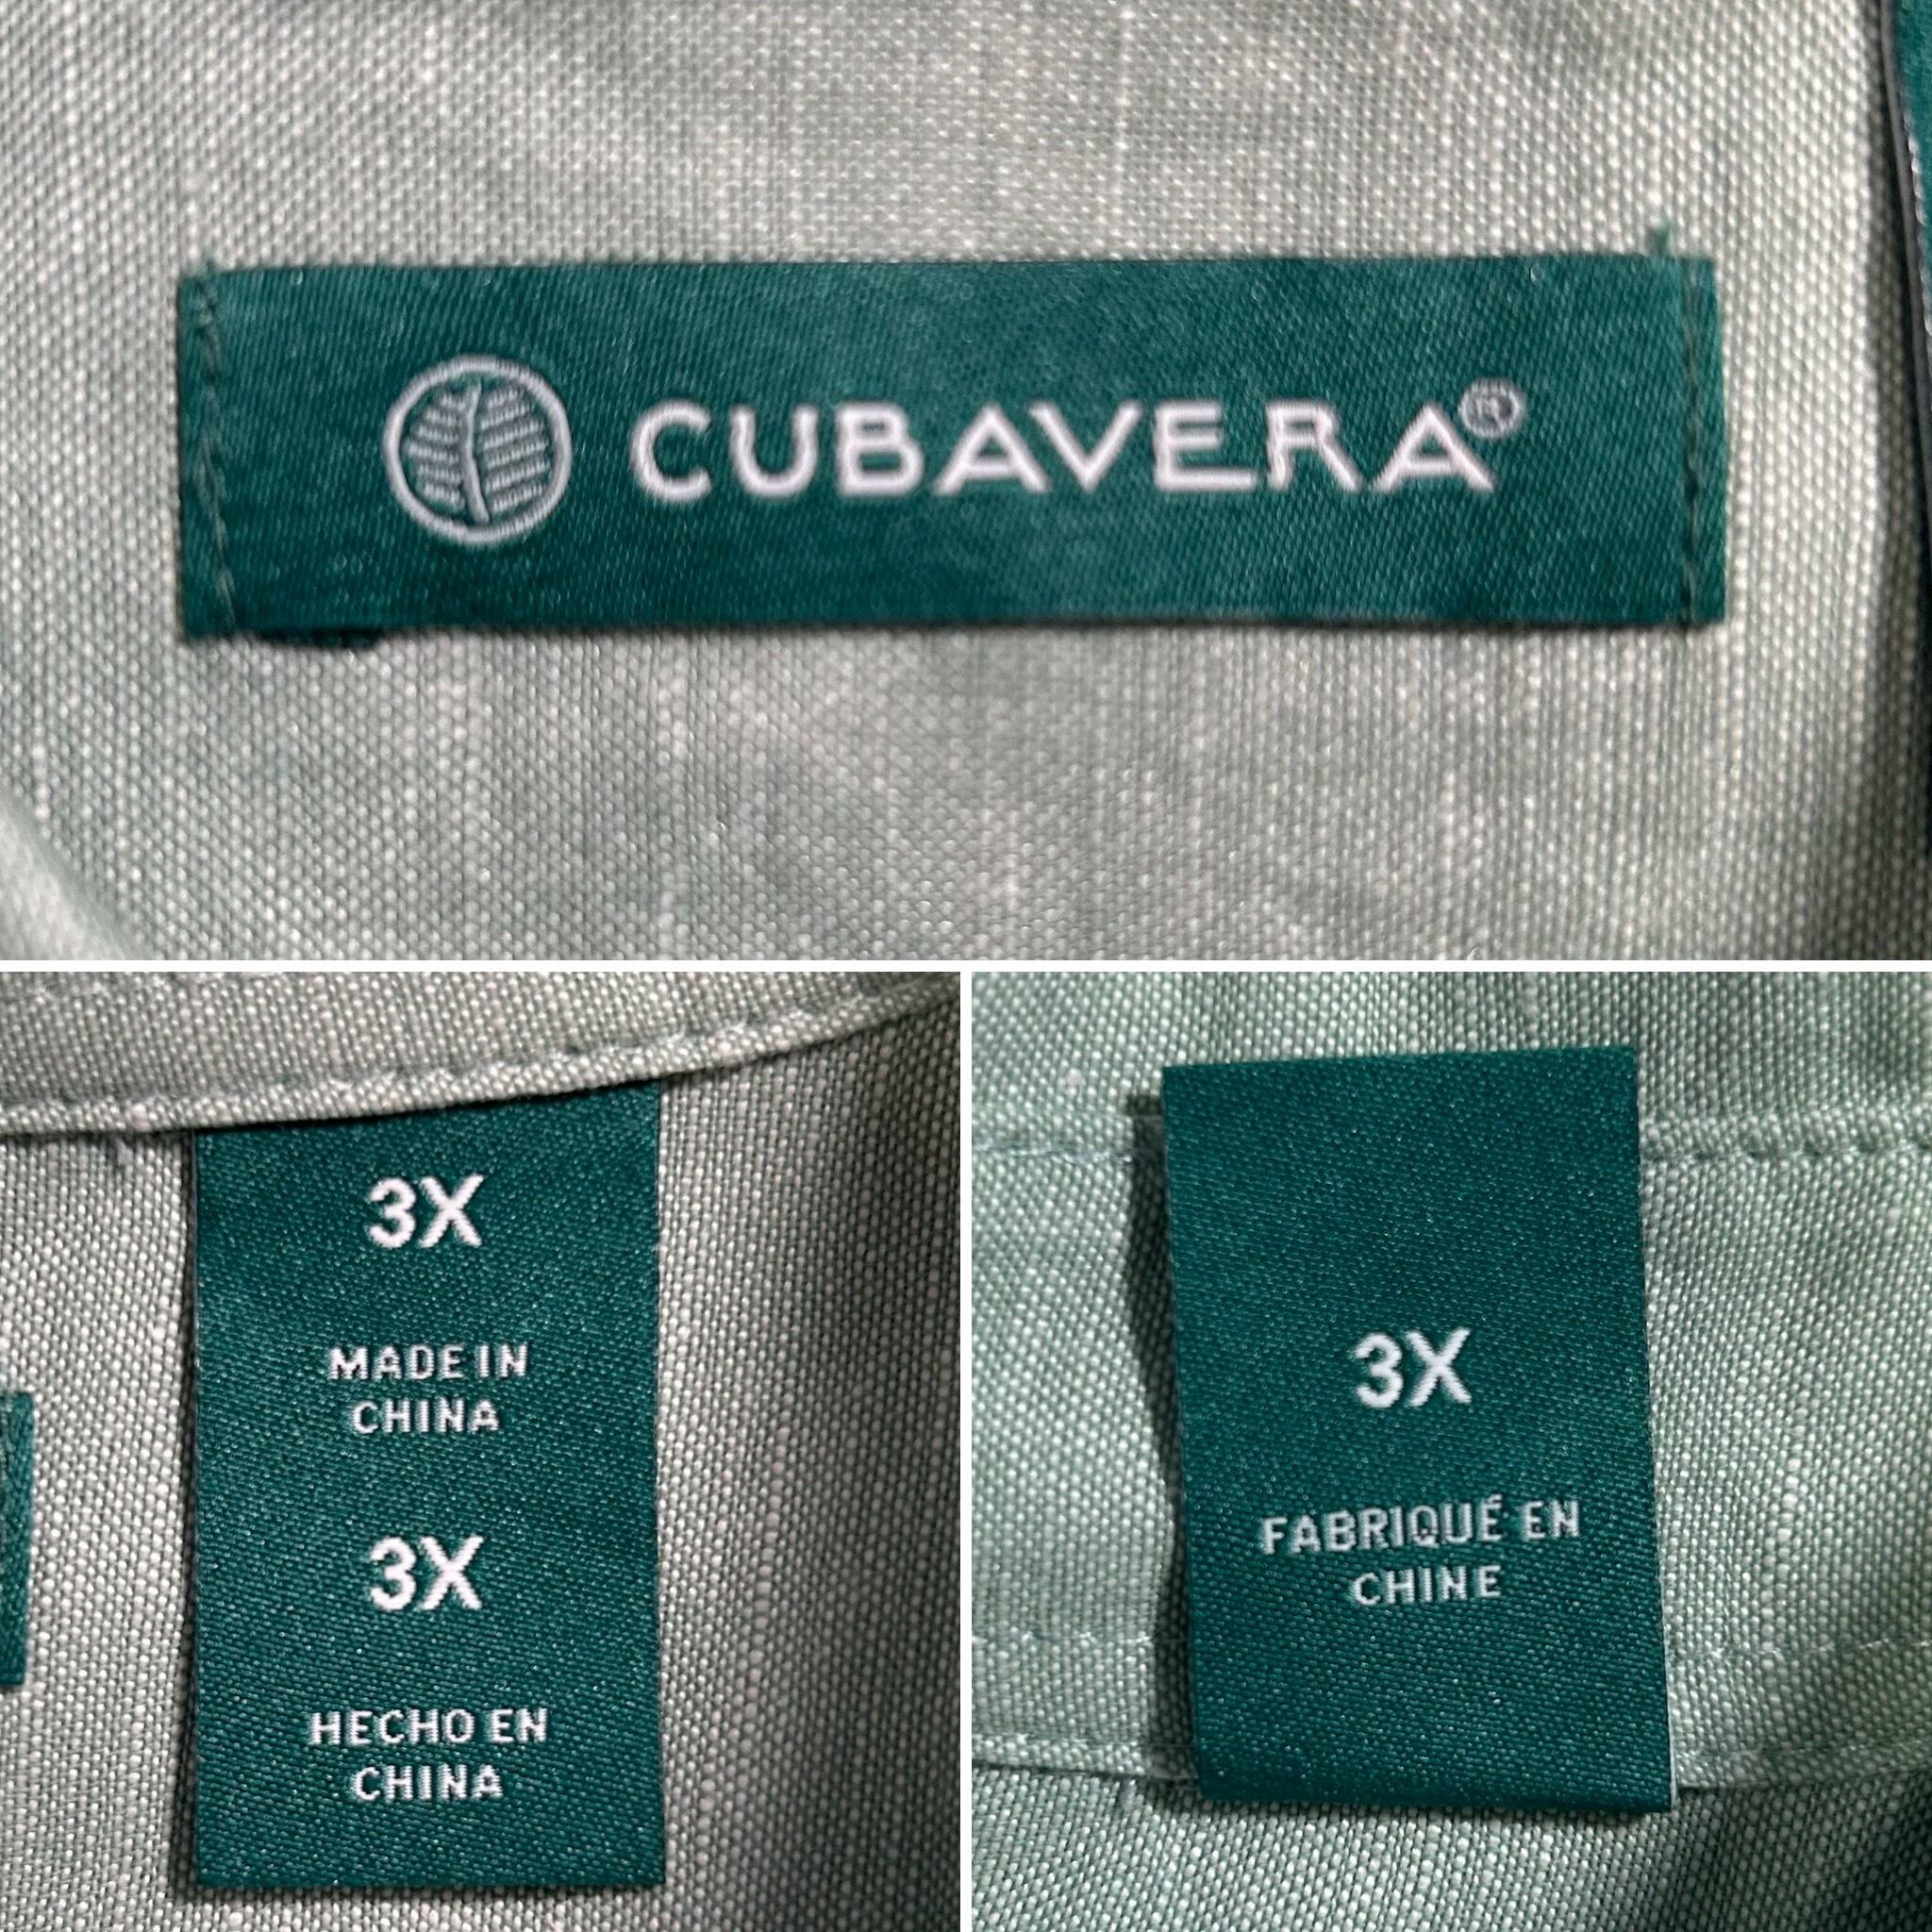 CUBAVERA®
3X
MADE IN
CHINA
3X
HECHO EN
CHINA
3X
FABRIQUÉ EN
CHINE